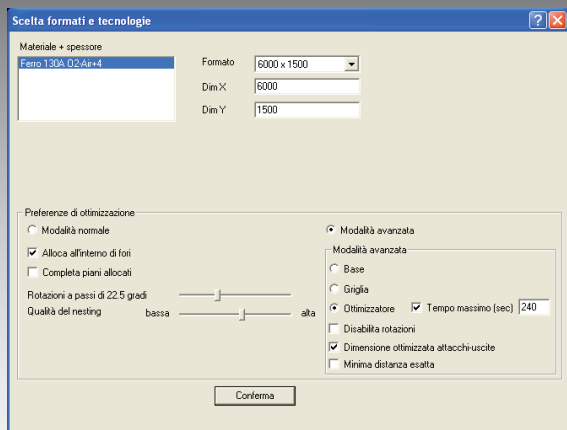 Scelta formati e tecnologie
Materiale + spessore
Ferro 130A O2-Air+4
Formato
6000 x 1500
Dim X
6000
Dim Y
1500
Preferenze di ottimizzazione
Modalità normale
Modalità avanzata
Alloca all'interno di fori
Completa piani allocati
Rotazioni a passi di 22.5 gradi
Qualità del nesting
bassa
alta
Modalità avanzata
Base
Griglia
Ottimizzatore
Tempo massimo (sec)
240
Disabilita rotazioni
Dimensione ottimizzata attacchi-uscite
Minima distanza esatta
Conferma